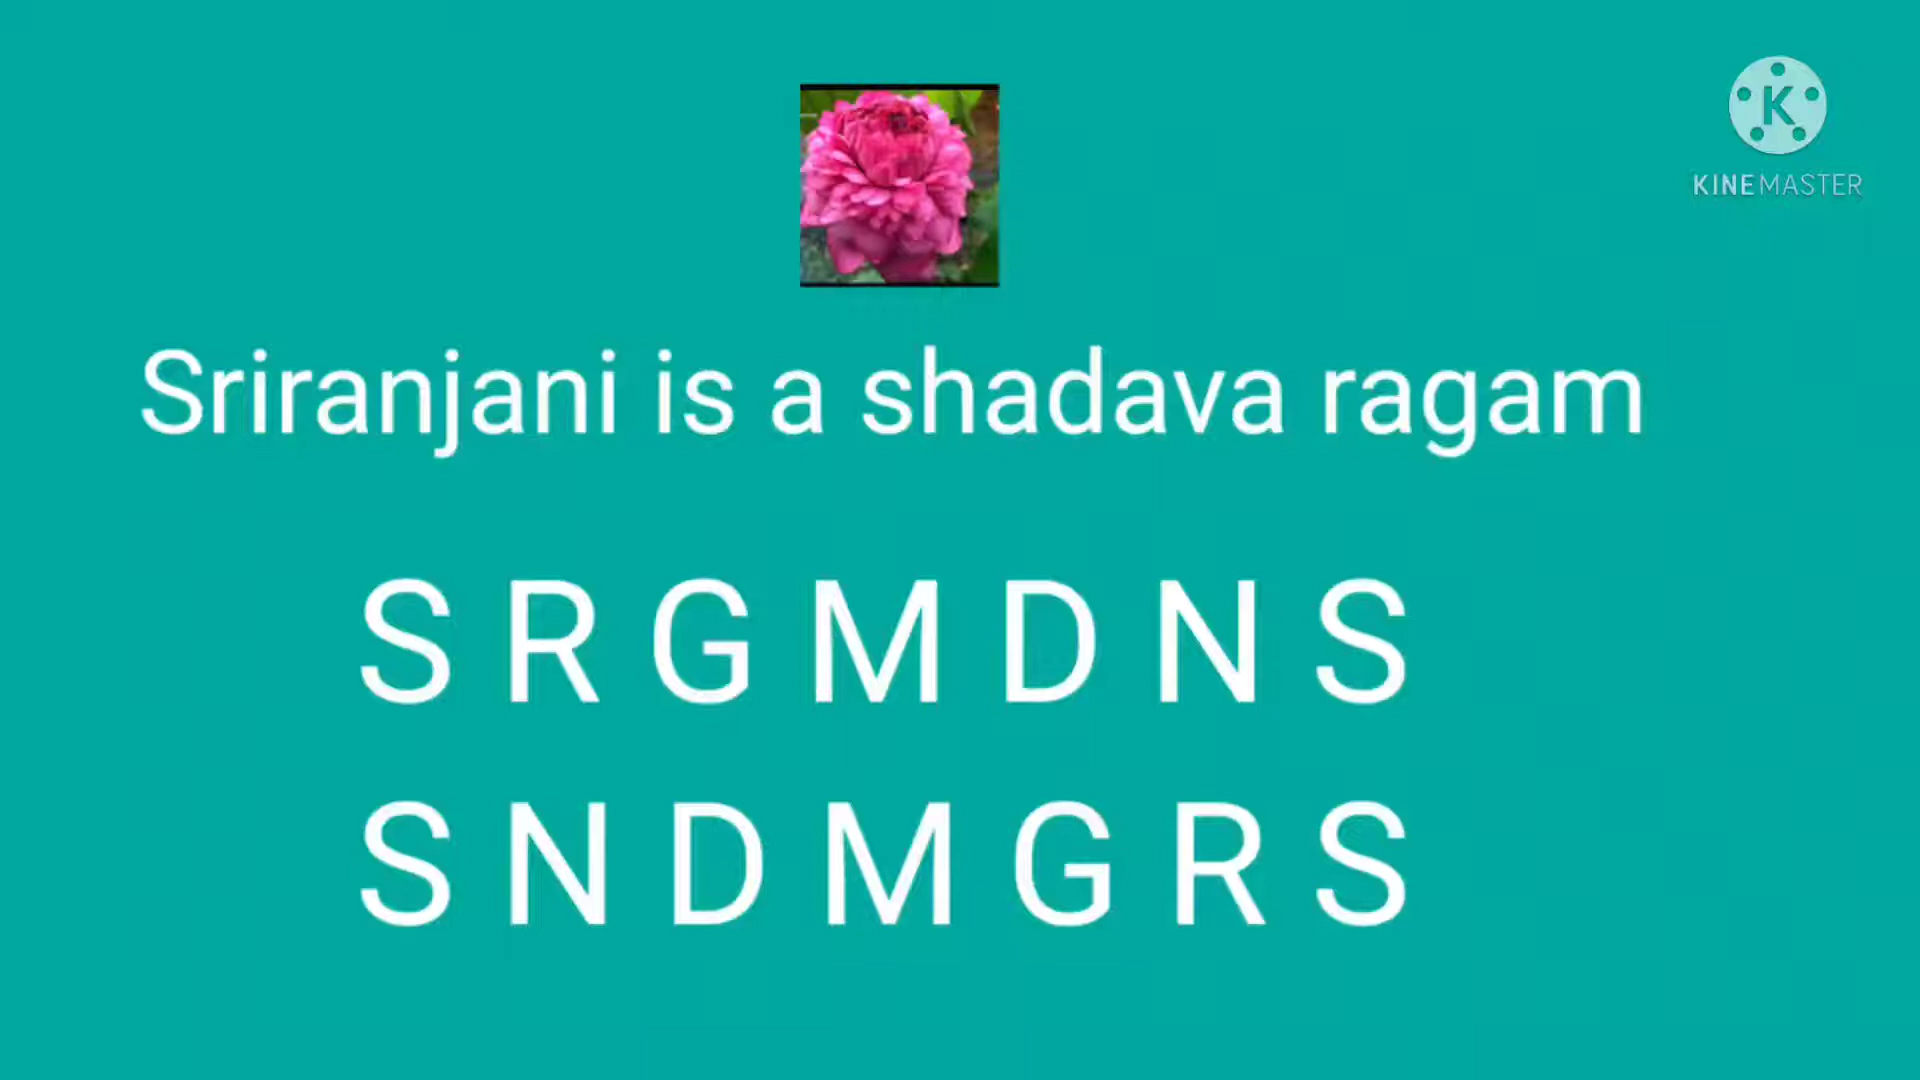 K
KINEMASTER
Sriranjani is a shadava ragam
S R G M D N S
S N D M G R S